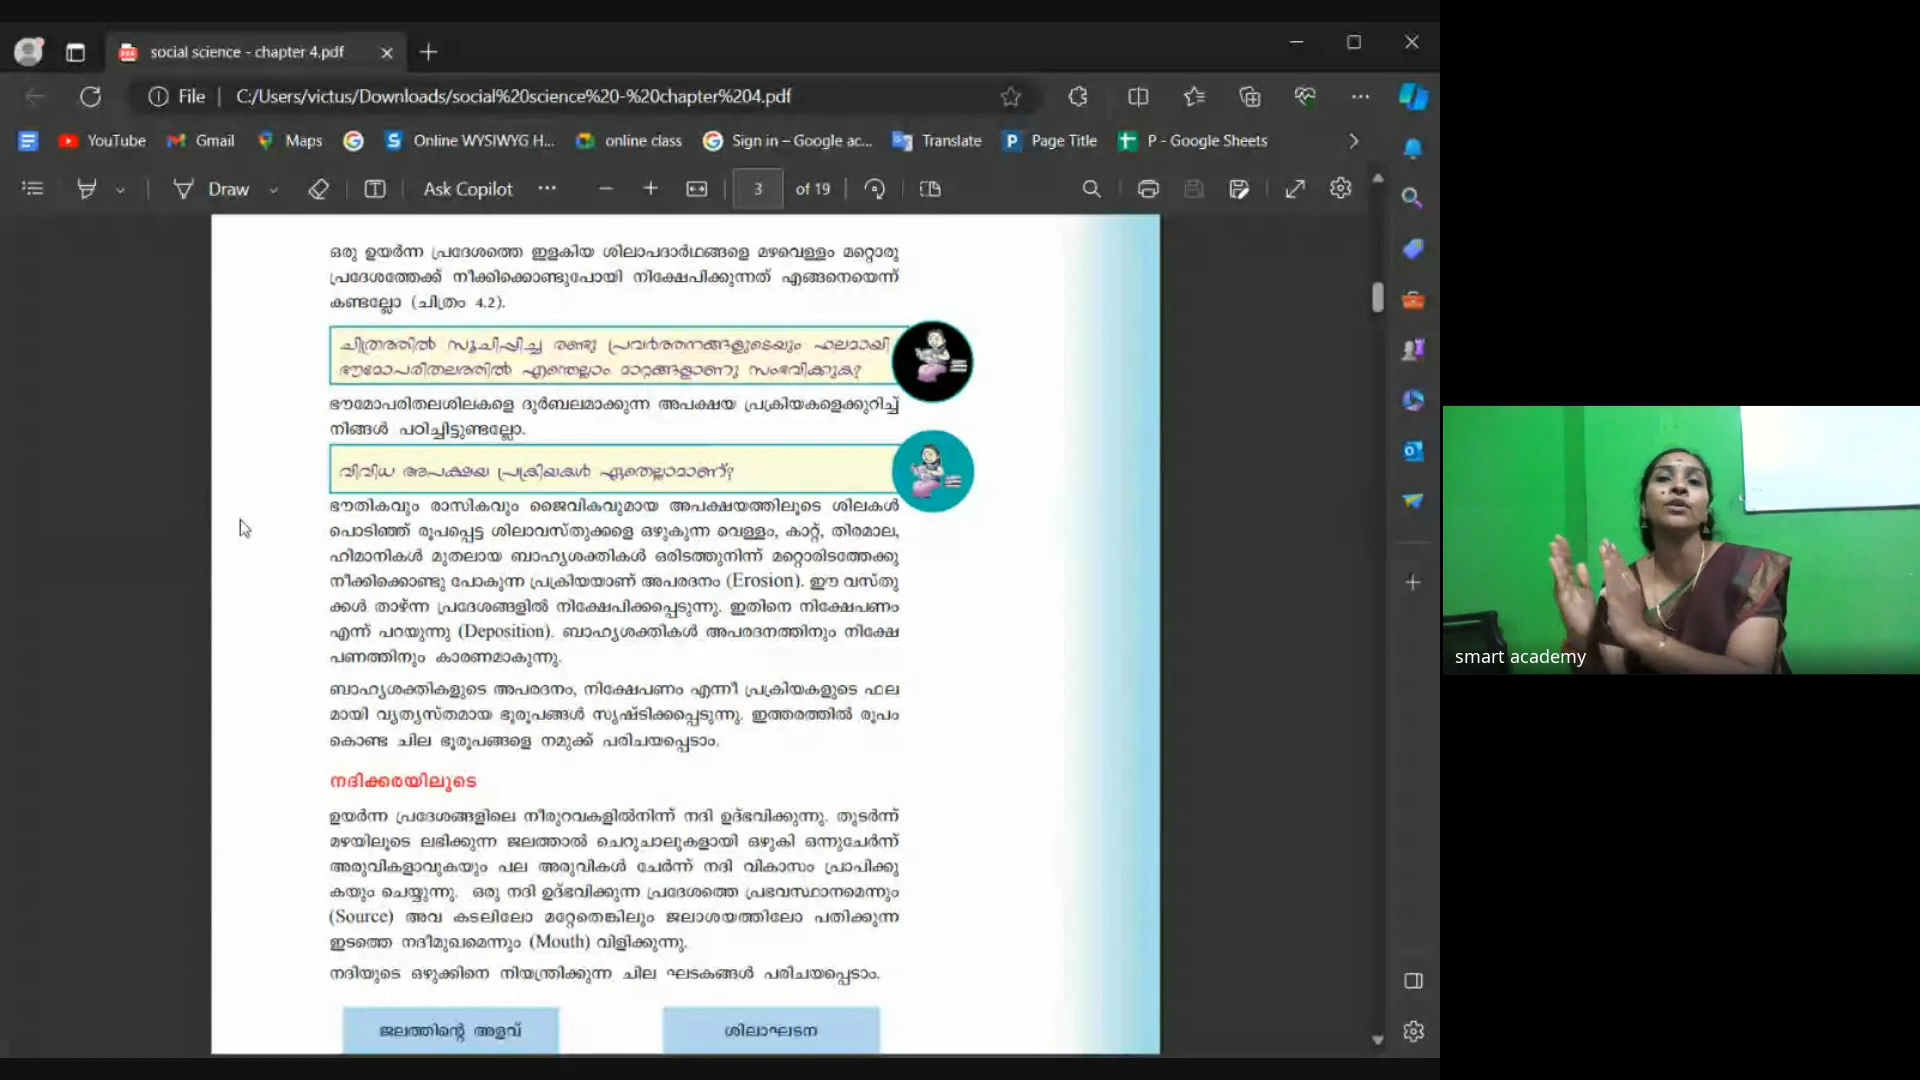 social science - chapter 4.pdf
File
C:/Users/victus/Downloads/social%20science%20-%20chapter%204.pdf
YouTube
Gmail
Maps
Online WYSIWYG H...
online class
Sign in – Google ac...
Translate
Page Title
P - Google Sheets
Draw
Ask Copilot
3
of 19
ഒരു ഉയർന്ന പ്രദേശത്തെ ഇളകിയ ശിലാപദാർഥങ്ങളെ മഴവെള്ളം മറ്റൊരു
പ്രദേശത്തേക്ക് നീക്കിക്കൊണ്ടുപോയി നിക്ഷേപിക്കുന്നത് എങ്ങനെയെന്ന്
കണ്ടല്ലോ (ചിത്രം 4.2).
ചിത്രത്തിൽ സൂചിപ്പിച്ച രണ്ടു പ്രവർത്തനങ്ങളുടെയും ഫലമായി
ഭൗമോപരിതലത്തിൽ എന്തെല്ലാം മാറ്റങ്ങളാണു സംഭവിക്കുക?
ഭൗമോപരിതലശിലകളെ ദുർബലമാക്കുന്ന അപക്ഷയ പ്രക്രിയകളെക്കുറിച്ച്
നിങ്ങൾ പഠിച്ചിട്ടുണ്ടല്ലോ.
വിവിധ അപക്ഷയ പ്രക്രിയകൾ ഏതെല്ലാമാണ്?
ഭൗതികവും രാസികവും ജൈവികവുമായ അപക്ഷയത്തിലൂടെ ശിലകൾ
പൊടിഞ്ഞ് രൂപപ്പെട്ട ശിലാവസ്തുക്കളെ ഒഴുകുന്ന വെള്ളം, കാറ്റ്, തിരമാല,
ഹിമാനികൾ മുതലായ ബാഹ്യശക്തികൾ ഒരിടത്തുനിന്ന് മറ്റൊരിടത്തേക്കു
നീക്കിക്കൊണ്ടു പോകുന്ന പ്രക്രിയയാണ് അപരദനം (Erosion). ഈ വസ്തു
ക്കൾ താഴ്ന്ന പ്രദേശങ്ങളിൽ നിക്ഷേപിക്കപ്പെടുന്നു. ഇതിനെ നിക്ഷേപണം
എന്ന് പറയുന്നു (Deposition). ബാഹ്യശക്തികൾ അപരദനത്തിനും നിക്ഷേ
പണത്തിനും കാരണമാകുന്നു.
ബാഹ്യശക്തികളുടെ അപരദനം, നിക്ഷേപണം എന്നീ പ്രക്രിയകളുടെ ഫല
മായി വ്യത്യസ്തമായ ഭൂരൂപങ്ങൾ സൃഷ്ടിക്കപ്പെടുന്നു. ഇത്തരത്തിൽ രൂപം
കൊണ്ട ചില ഭൂരൂപങ്ങളെ നമുക്ക് പരിചയപ്പെടാം.
നദിക്കരയിലൂടെ
ഉയർന്ന പ്രദേശങ്ങളിലെ നീരുറവകളിൽനിന്ന് നദി ഉദ്ഭവിക്കുന്നു. തുടർന്ന്
മഴയിലൂടെ ലഭിക്കുന്ന ജലത്താൽ ചെറുചാലുകളായി ഒഴുകി ഒന്നുചേർന്ന്
അരുവികളാവുകയും പല അരുവികൾ ചേർന്ന് നദി വികാസം പ്രാപിക്കു
കയും ചെയ്യുന്നു. ഒരു നദി ഉദ്ഭവിക്കുന്ന പ്രദേശത്തെ പ്രഭവസ്ഥാനമെന്നും
(Source) അവ കടലിലോ മറ്റേതെങ്കിലും ജലാശയത്തിലോ പതിക്കുന്ന
ഇടത്തെ നദീമുഖമെന്നും (Mouth) വിളിക്കുന്നു.
നദിയുടെ ഒഴുക്കിനെ നിയന്ത്രിക്കുന്ന ചില ഘടകങ്ങൾ പരിചയപ്പെടാം.
ജലത്തിന്റെ അളവ്
ശിലാഘടന
smart academy